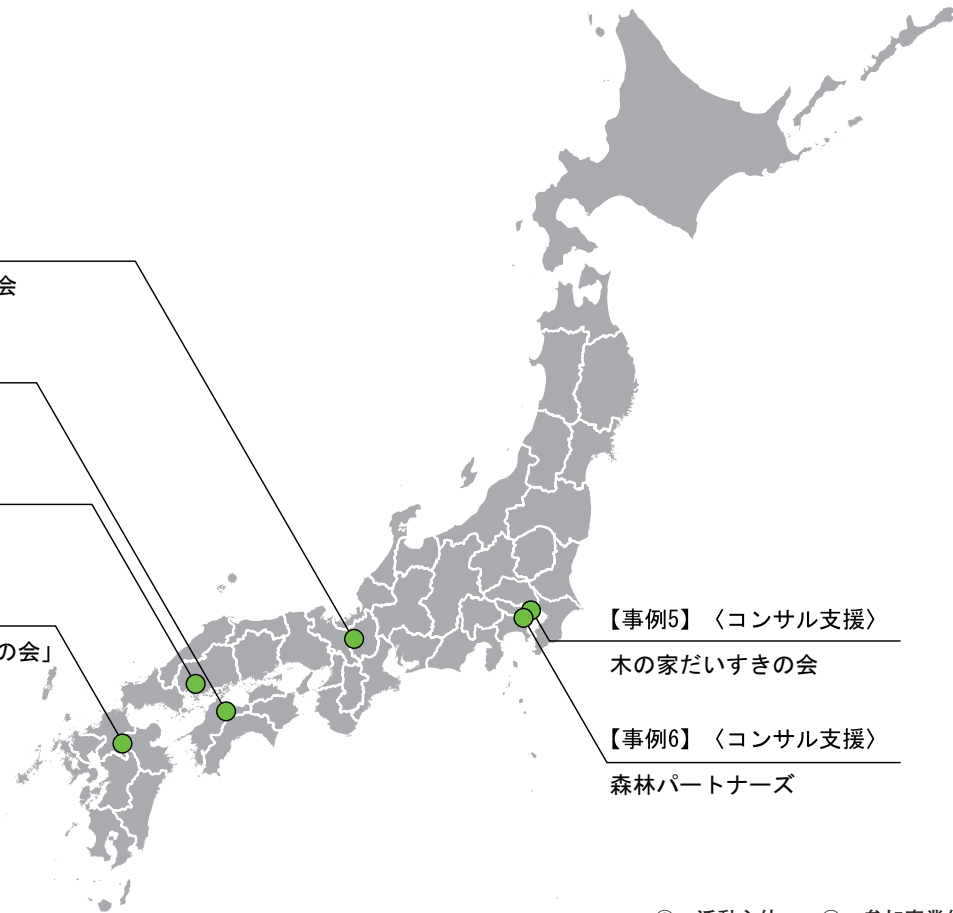 会
の会」
【事例5】〈コンサル支援〉
木の家だいすきの会
【事例6】〈コンサル支援〉
森林パートナーズ